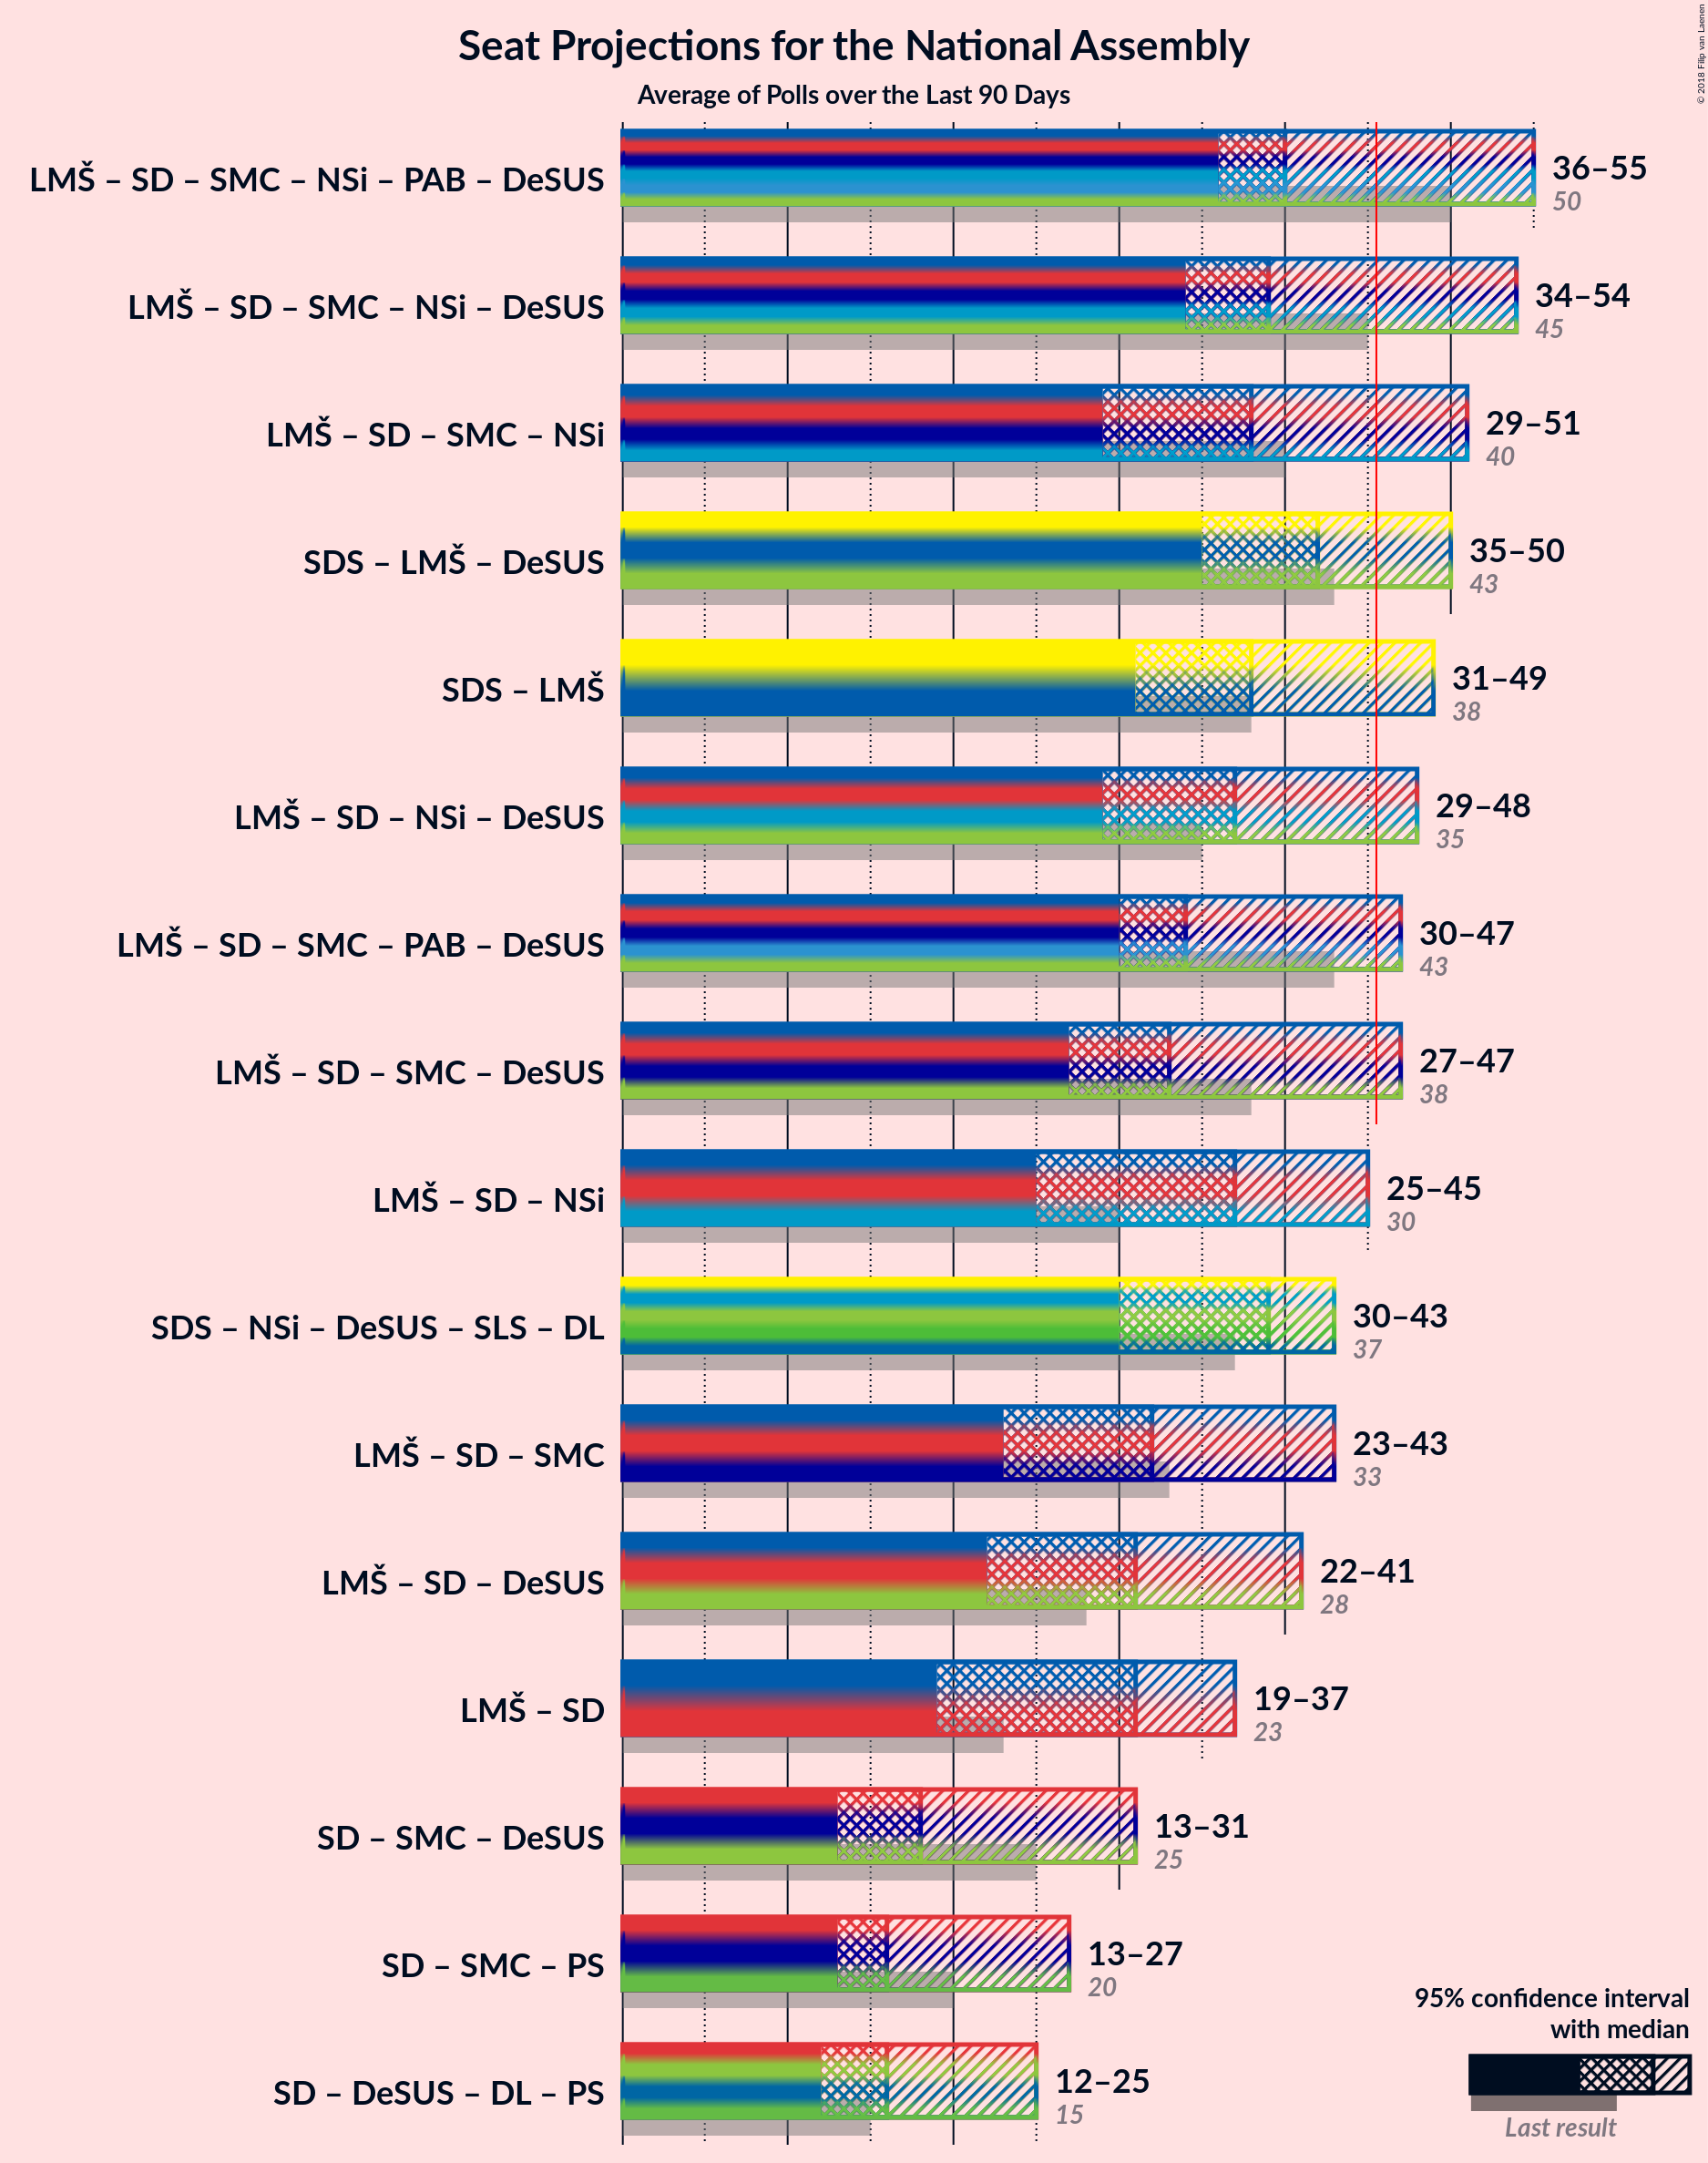 © 2018 Filip van Laenen
Seat Projections for the National Assembly
Average of Polls over the Last 90 Days
LMŠ – SD – SMC – NSi – PAB – DeSUS
36–55
50
LMŠ – SD – SMC – NSi – DeSUS
34–54
45
LMŠ – SD – SMC – NSi
29–51
40
SDS – LMŠ – DeSUS
35–50
43
SDS – LMŠ
31–49
38
LMŠ – SD – NSi – DeSUS
29–48
35
LMŠ – SD – SMC – PAB – DeSUS
30–47
43
LMŠ – SD – SMC – DeSUS
27–47
38
LMŠ – SD – NSi
25–45
30
SDS – NSi – DeSUS – SLS – DL
30–43
37
LMŠ – SD – SMC
23–43
33
LMŠ – SD – DeSUS
22–41
28
LMŠ – SD
19–37
23
SD – SMC – DeSUS
13–31
25
SD – SMC – PS
13–27
20
SD – DeSUS – DL – PS
12–25
15
95% confidence interval
with median
Last result